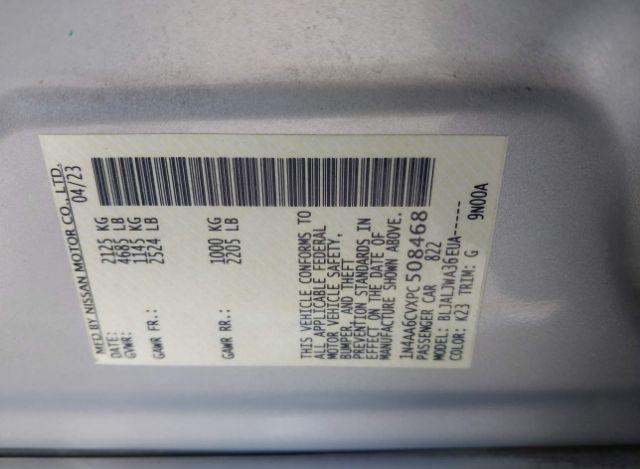 MFD BY NISSAN MOTOR CO., LTD.
DATE: 04/23
GVWR: 2125 KG
4685 LB
GAWR FR: 1145 KG
2524 LB
GAWR RR: 1000 KG
2205 LB
THIS VEHICLE CONFORMS TO
ALL APPLICABLE FEDERAL
MOTOR VEHICLE SAFETY,
BUMPER, AND THEFT
PREVENTION STANDARDS IN
EFFECT ON THE DATE OF
MANUFACTURE SHOWN ABOVE.
1N4AA6CVXPC508468
PASSENGER CAR 822
MODEL: BLJALJWA36EUA-----
COLOR: K23 TRIM: G 9N00A